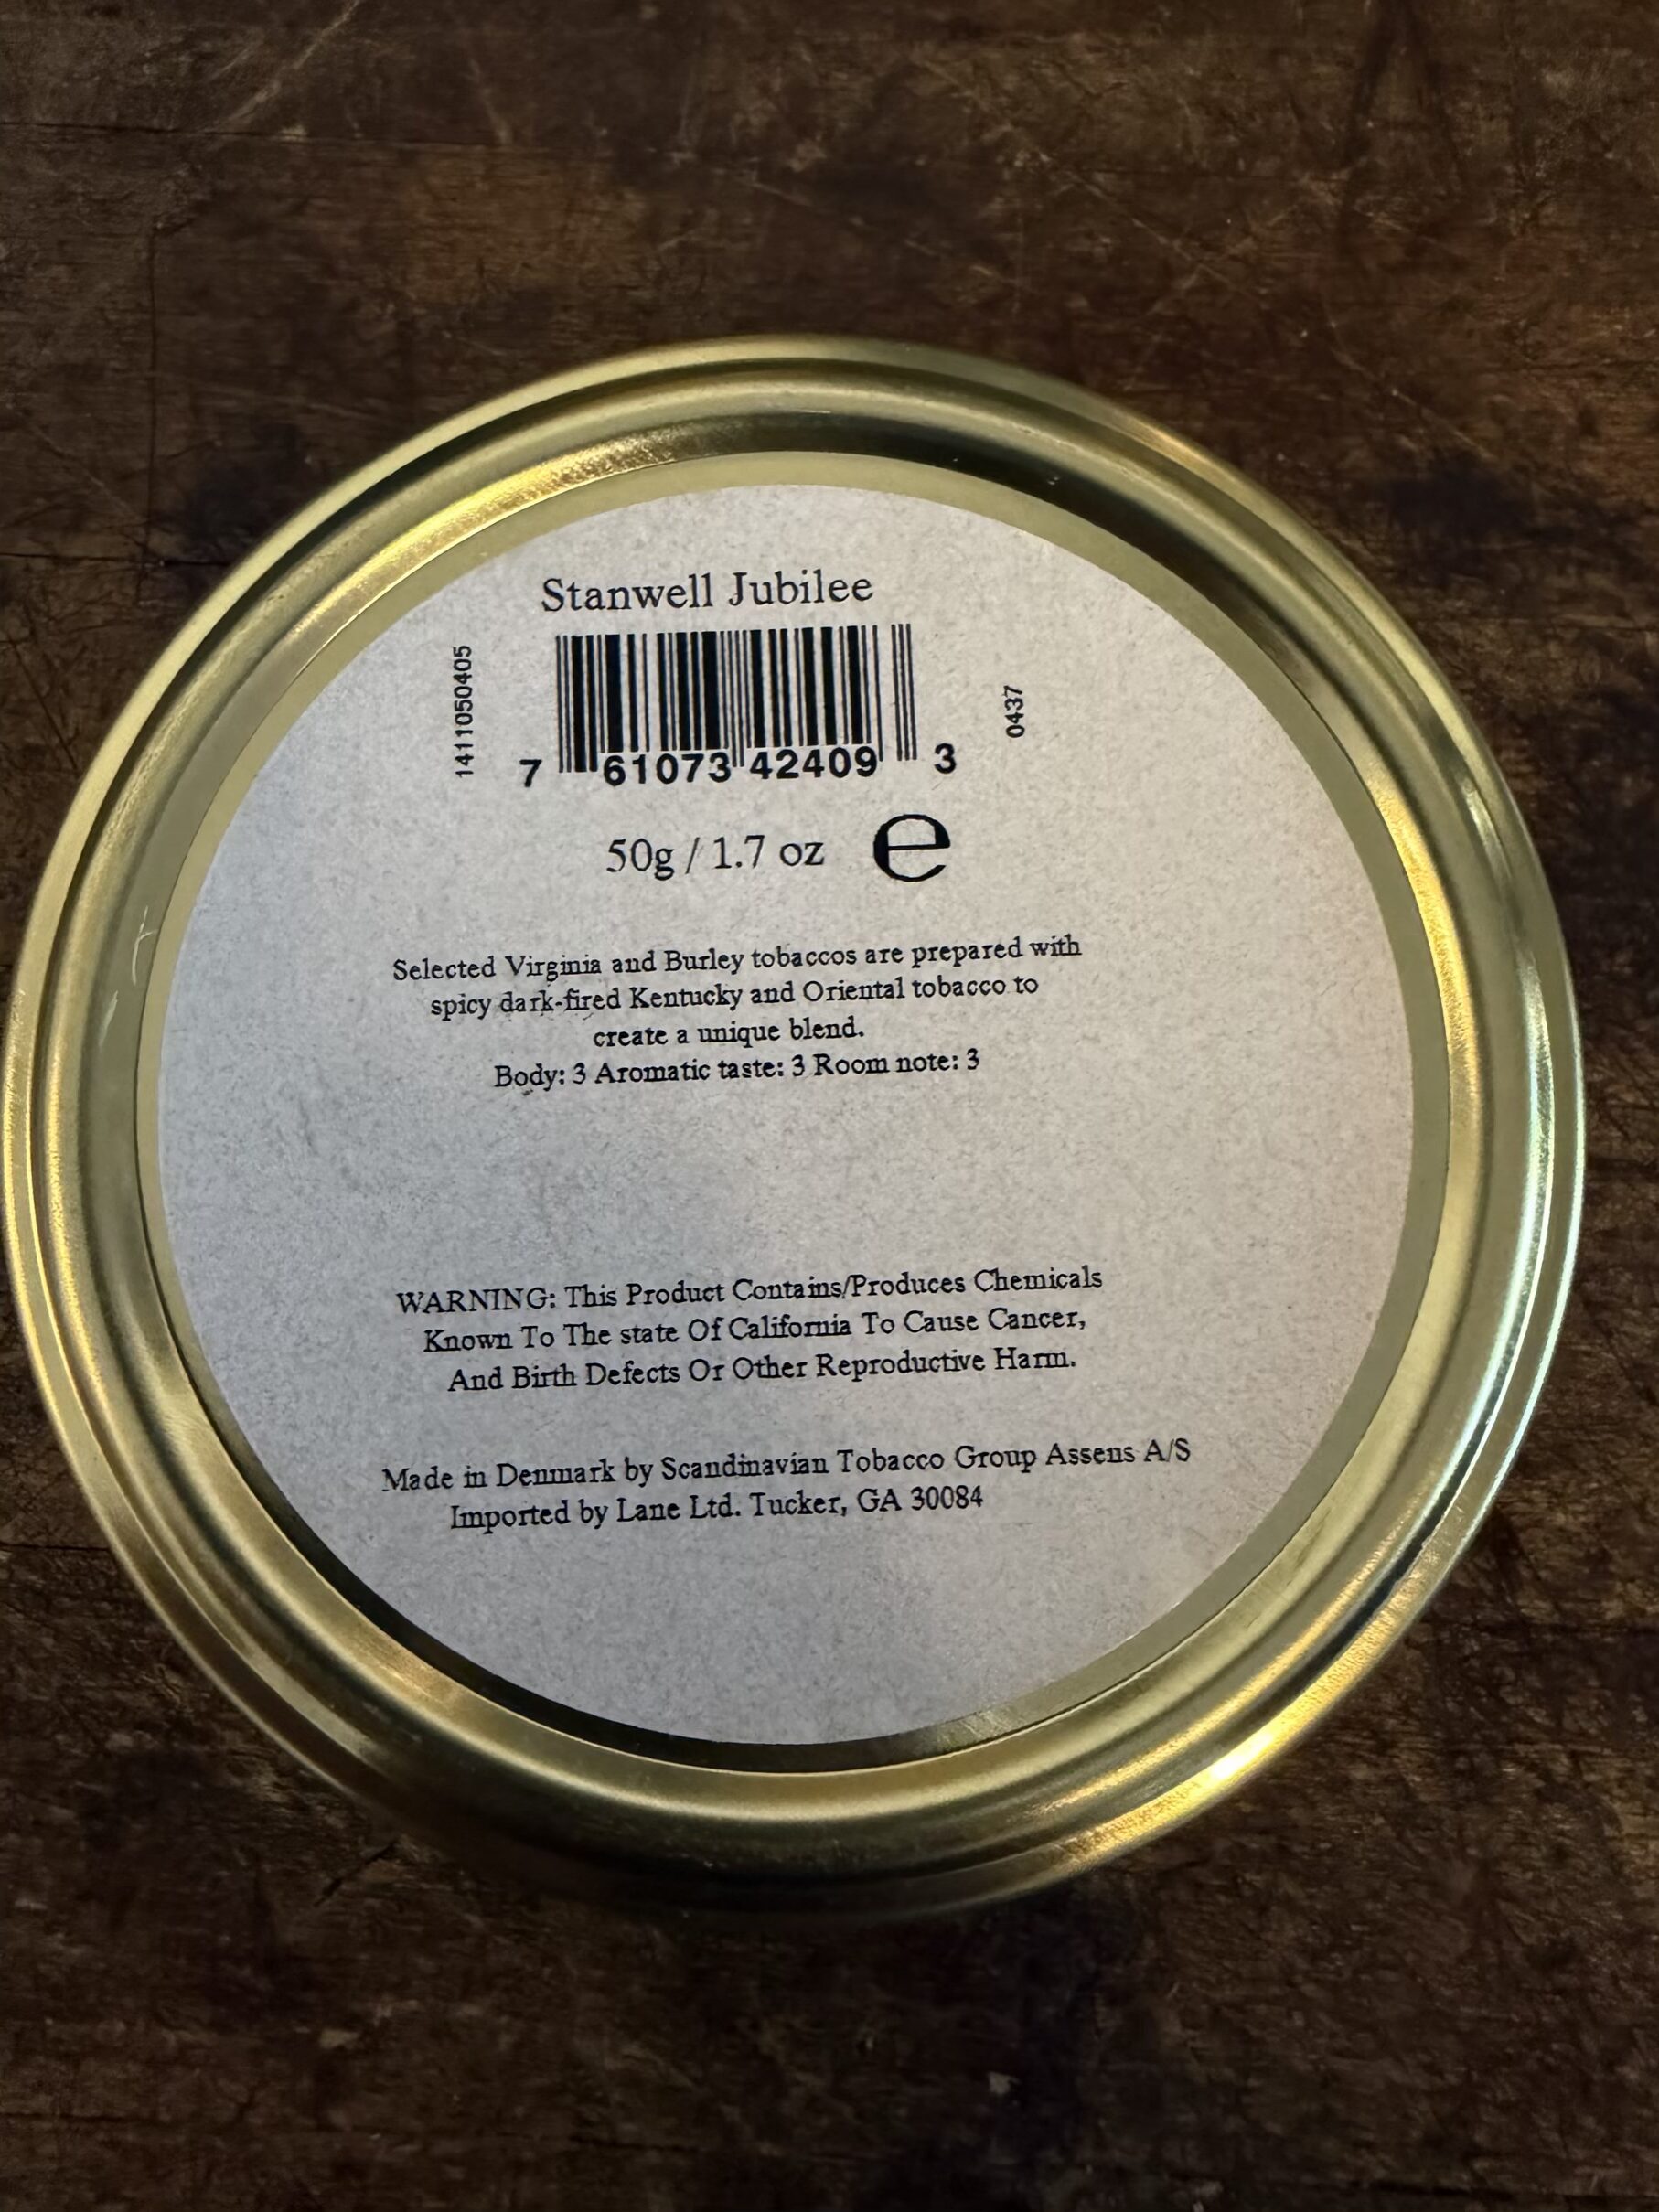 Stanwell Jubilee
1411050405
0437
7 61073 42409 3
50g / 1.7 oz e
Selected Virginia and Burley tobaccos are prepared with
spicy dark-fired Kentucky and Oriental tobacco to
create a unique blend.
Body: 3 Aromatic taste: 3 Room note: 3
WARNING: This Product Contains/Produces Chemicals
Known To The state Of California To Cause Cancer,
And Birth Defects Or Other Reproductive Harm.
Made in Denmark by Scandinavian Tobacco Group Assens A/S
Imported by Lane Ltd. Tucker, GA 30084